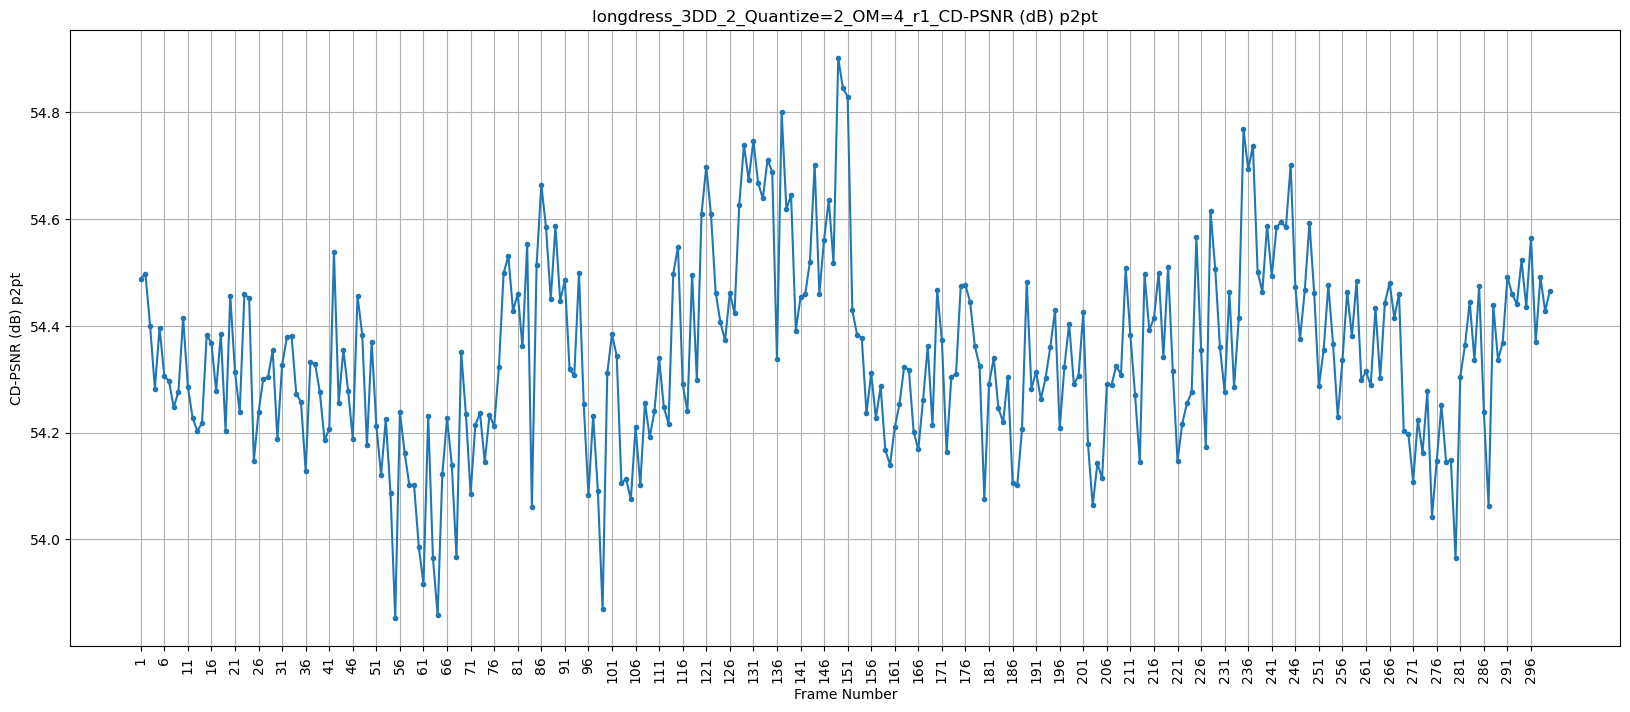 longdress_3DD_2_Quantize=2_OM=4_r1_CD-PSNR (dB) p2pt
CD-PSNR (dB) p2pt
54.8
54.6
54.4
54.2
54.0
1 6 11 16 21 26 31 36 41 46 51 56 61 66 71 76 81 86 91 96 101 106 111 116 121 126 131 136 141 146 151 156 161 166 171 176 181 186 191 196 201 206 211 216 221 226 231 236 241 246 251 256 261 266 271 276 281 286 291 296
Frame Number